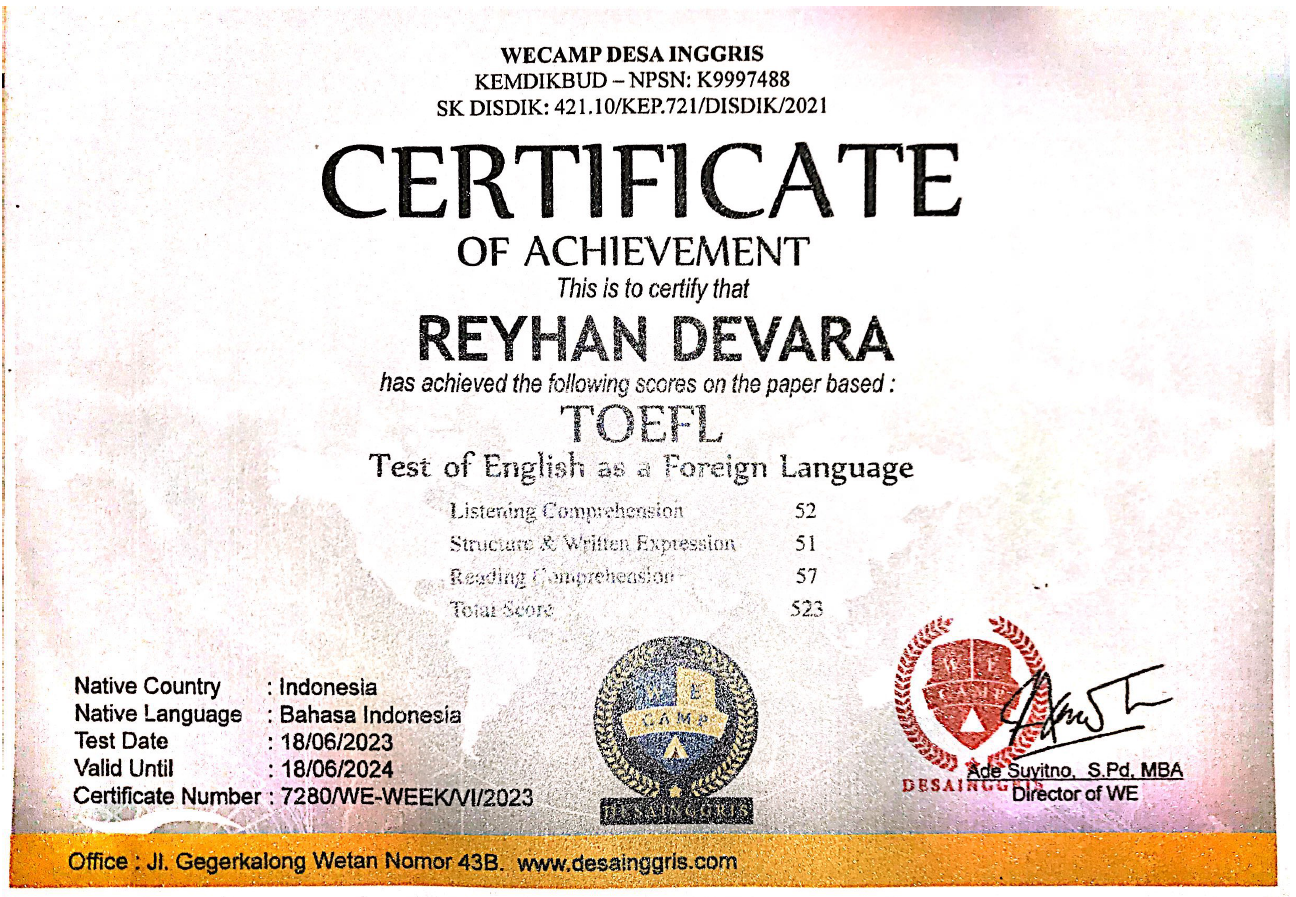 WECAMP DESA INGGRIS
KEMDIKBUD – NPSN: K9997488
SK DISDIK: 421.10/KEP.721/DISDIK/2021
CERTIFICATE
OF ACHIEVEMENT
This is to certify that
REYHAN DEVARA
has achieved the following scores on the paper based :
TOEFL
Test of English as a Foreign Language
Listening Comprehension 52
Structure & Written Expression 51
Reading Comprehension 57
Total Score 523
Native Country : Indonesia
Native Language : Bahasa Indonesia
Test Date : 18/06/2023
Valid Until : 18/06/2024
Certificate Number : 7280/WE-WEEK/VI/2023
WE
CAMP
DESAINGGRIS
WE
CAMP
DESAINGGRIS
Ade Suyitno, S.Pd, MBA
Director of WE
Office : Jl. Gegerkalong Wetan Nomor 43B. www.desainggris.com